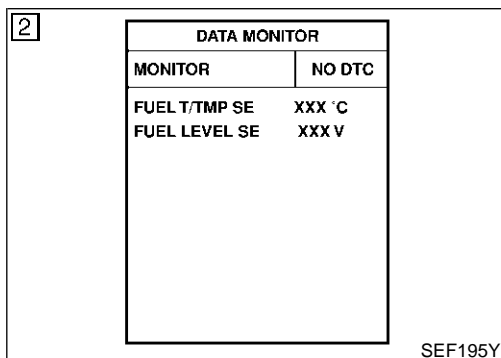 2
DATA MONITOR
MONITOR NO DTC
FUEL T/TMP SE XXX °C
FUEL LEVEL SE XXX V
SEF195Y